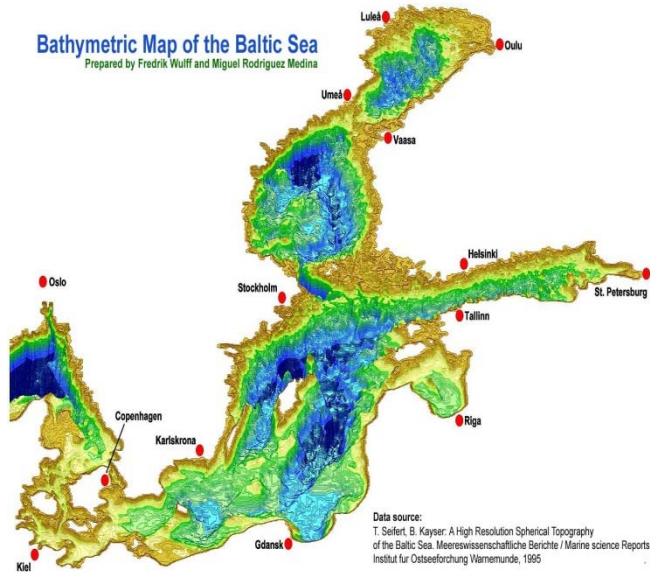 Bathymetric Map of the Baltic Sea
Prepared by Fredrik Wulff and Miguel Rodriguez Medina
Luleå
Oulu
Umeå
Vaasa
Helsinki
Oslo
Stockholm
St. Petersburg
Tallinn
Copenhagen
Riga
Karlskrona
Gdansk
Kiel
Data source:
T. Seifert, B. Kayser: A High Resolution Spherical Topography
of the Baltic Sea. Meereswissenschaftliche Berichte / Marine science Reports
Institut fur Ostseeforchung Warnemunde, 1995